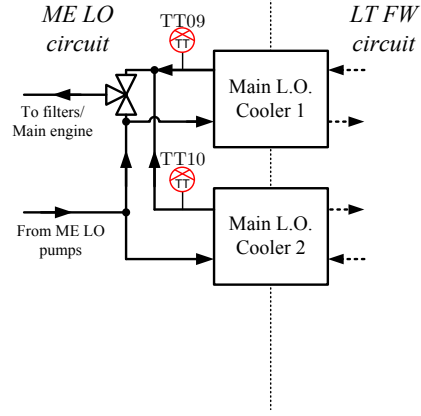 ME LO
circuit
LT FW
circuit
TT09
TT
Main L.O.
Cooler 1
To filters/
Main engine
TT10
TT
Main L.O.
Cooler 2
From ME LO
pumps